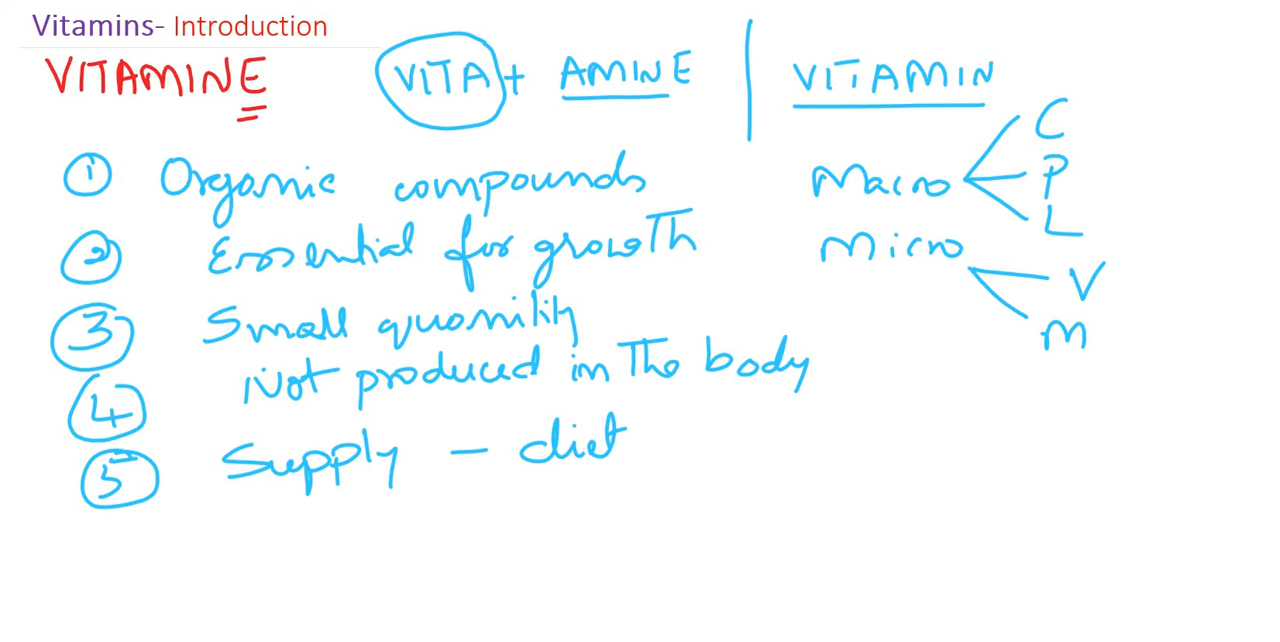 Vitamins- Introduction
VITAMINE VITA + AMINE | VITAMIN
① Organic compounds
② Essential for growth
③ Small quantity
④ Not produced in the body
⑤ Supply - diet
Macro
C
P
L
Micro
V
M